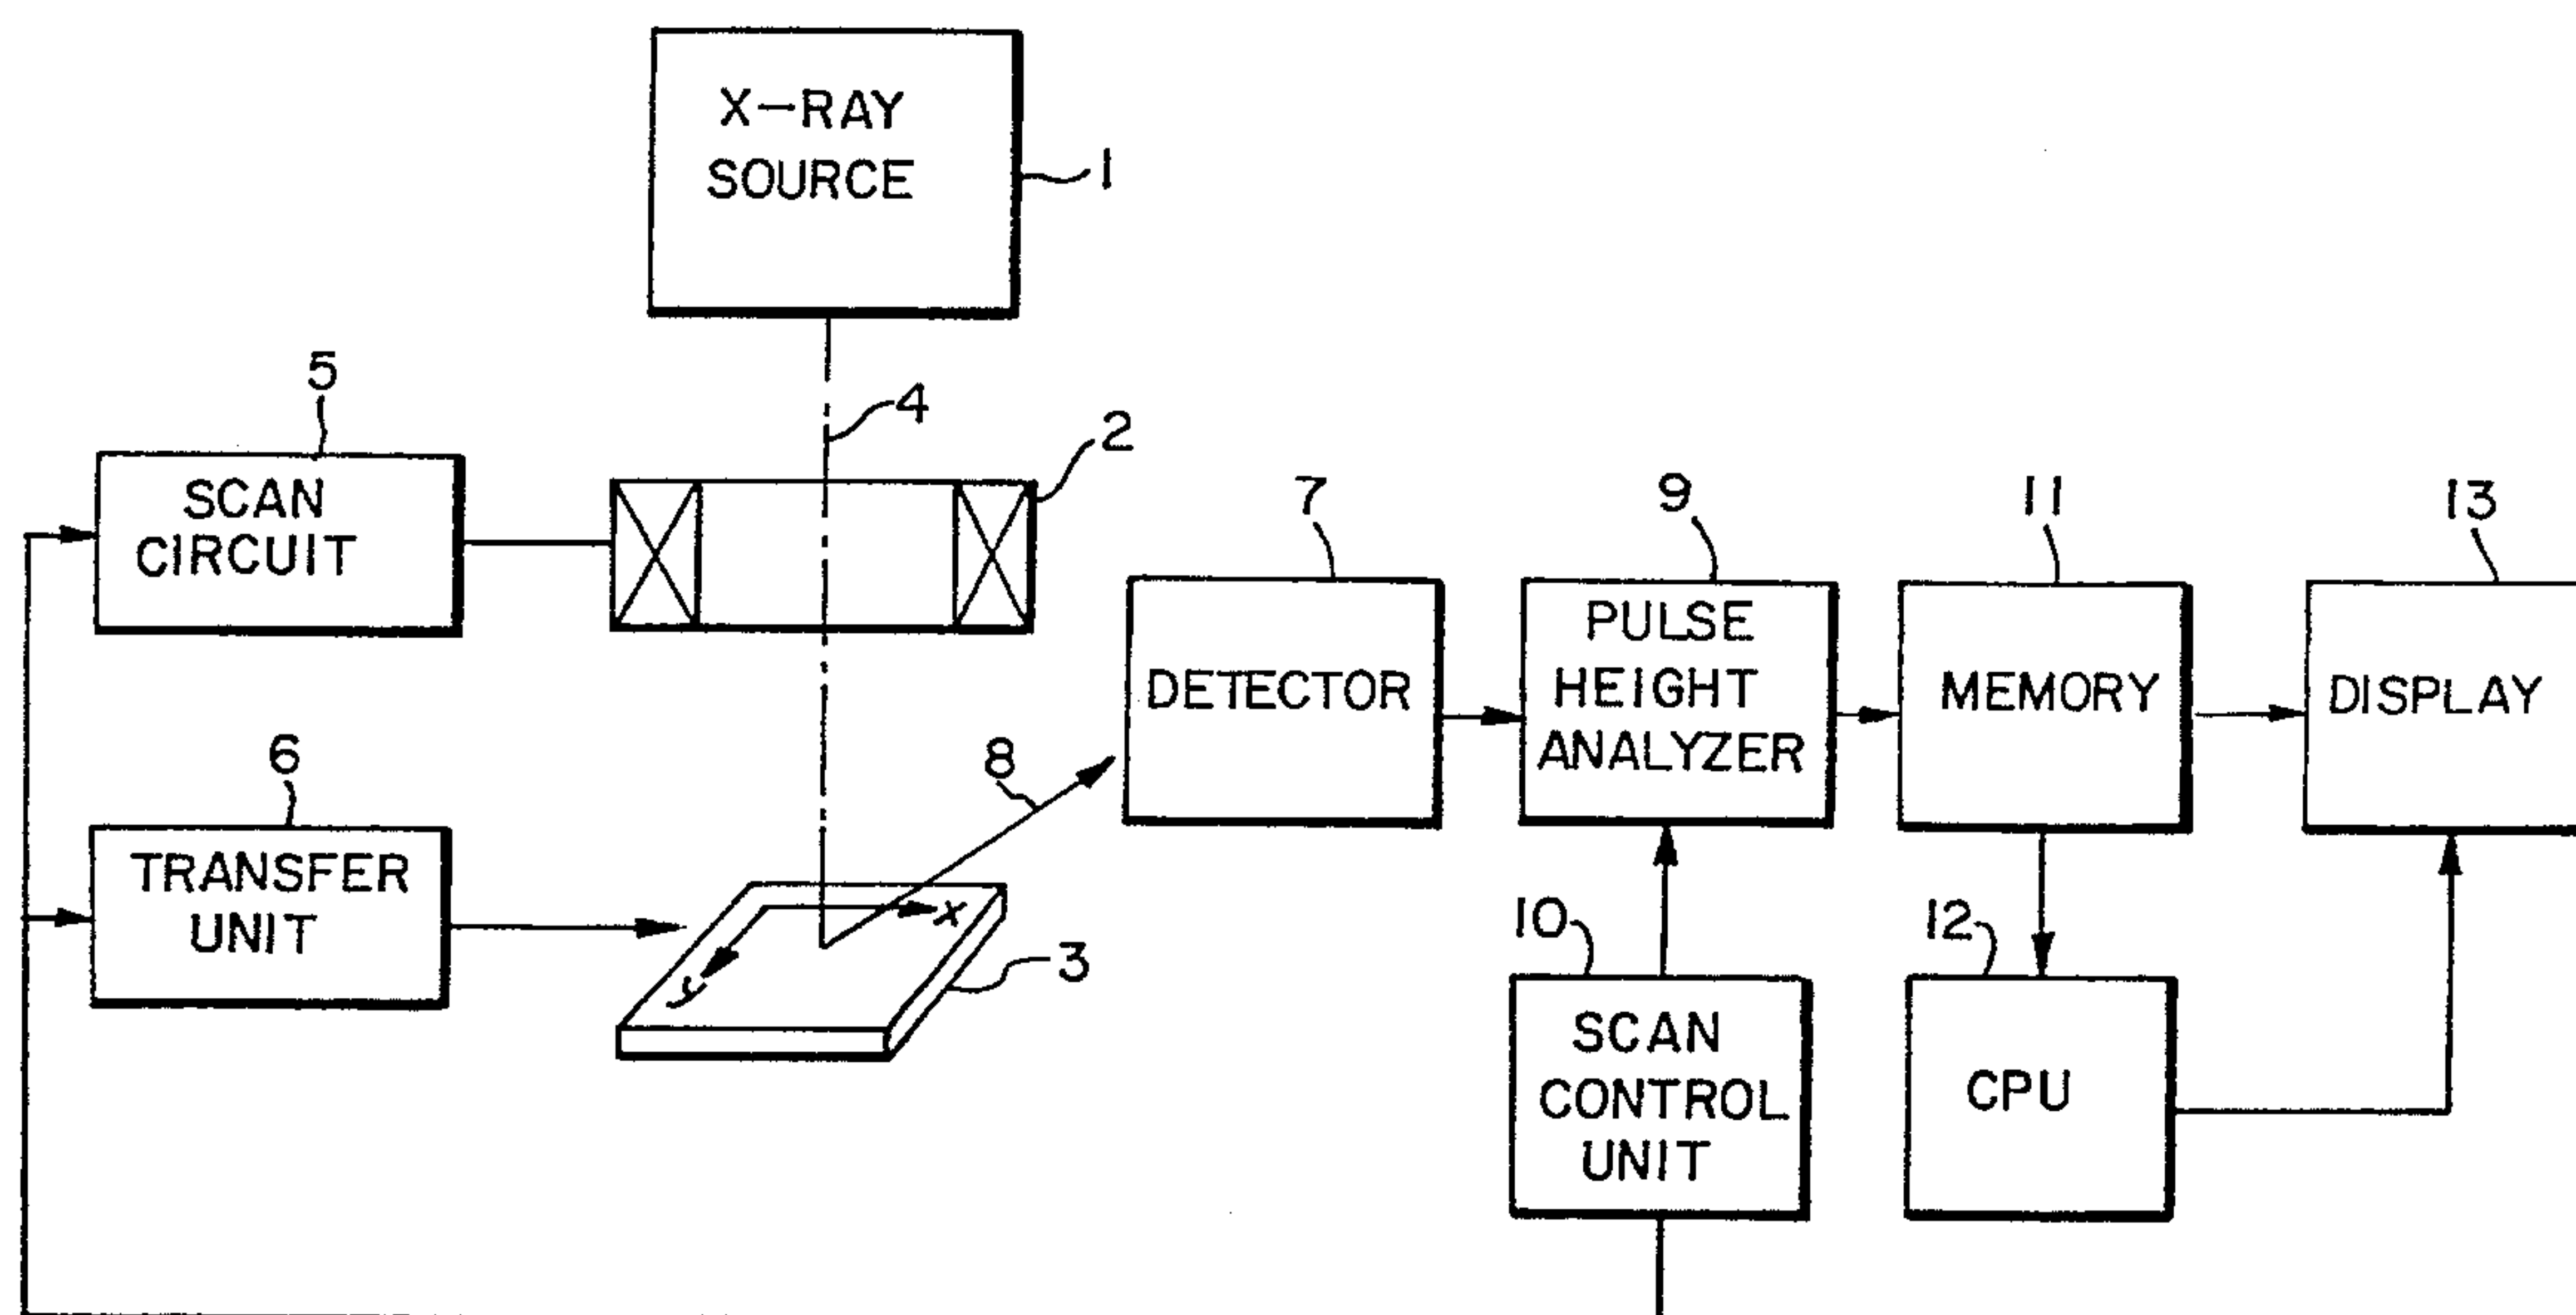 X-RAY
SOURCE
1
5
4
2
SCAN
CIRCUIT
7
9
11
13
DETECTOR
PULSE
HEIGHT
ANALYZER
MEMORY
DISPLAY
6
8
TRANSFER
UNIT
x
y
3
10
12
SCAN
CONTROL
UNIT
CPU